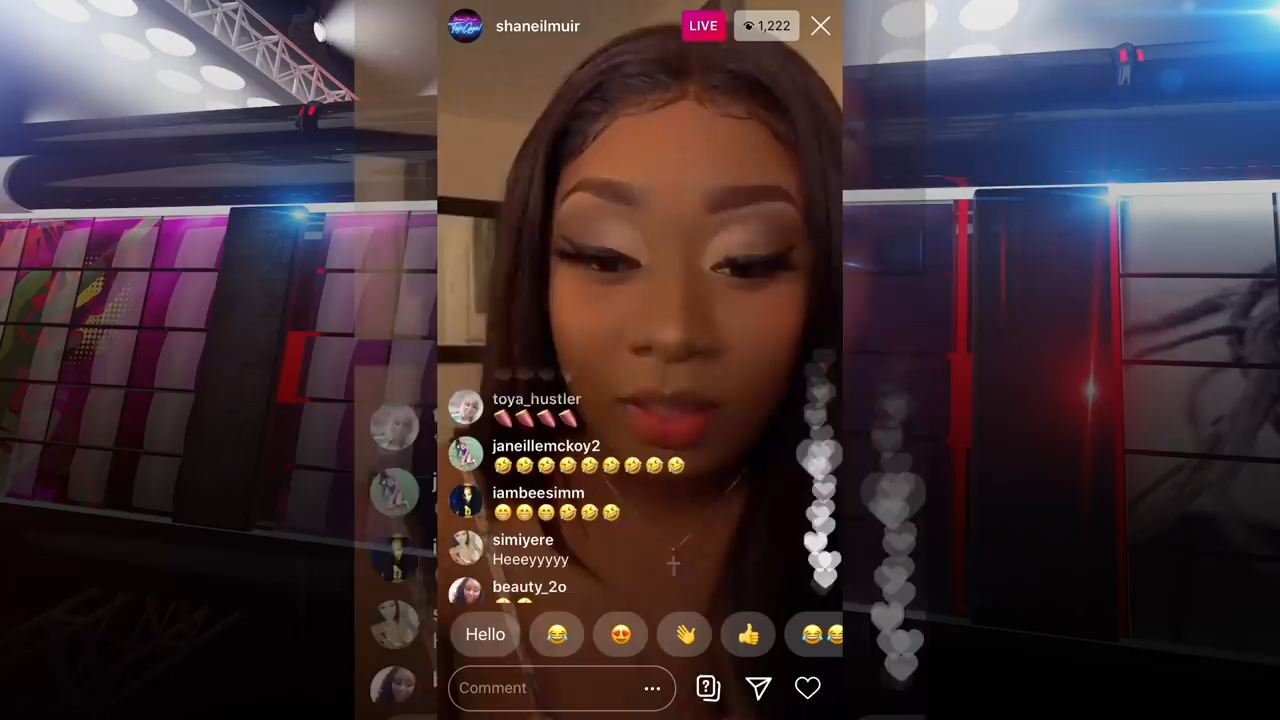 shaneilmuir
LIVE
1,222
toya_hustler
janeillemckoy2
iambeesimm
simiyere
Heeeyyyyy
beauty_2o
Hello
Comment